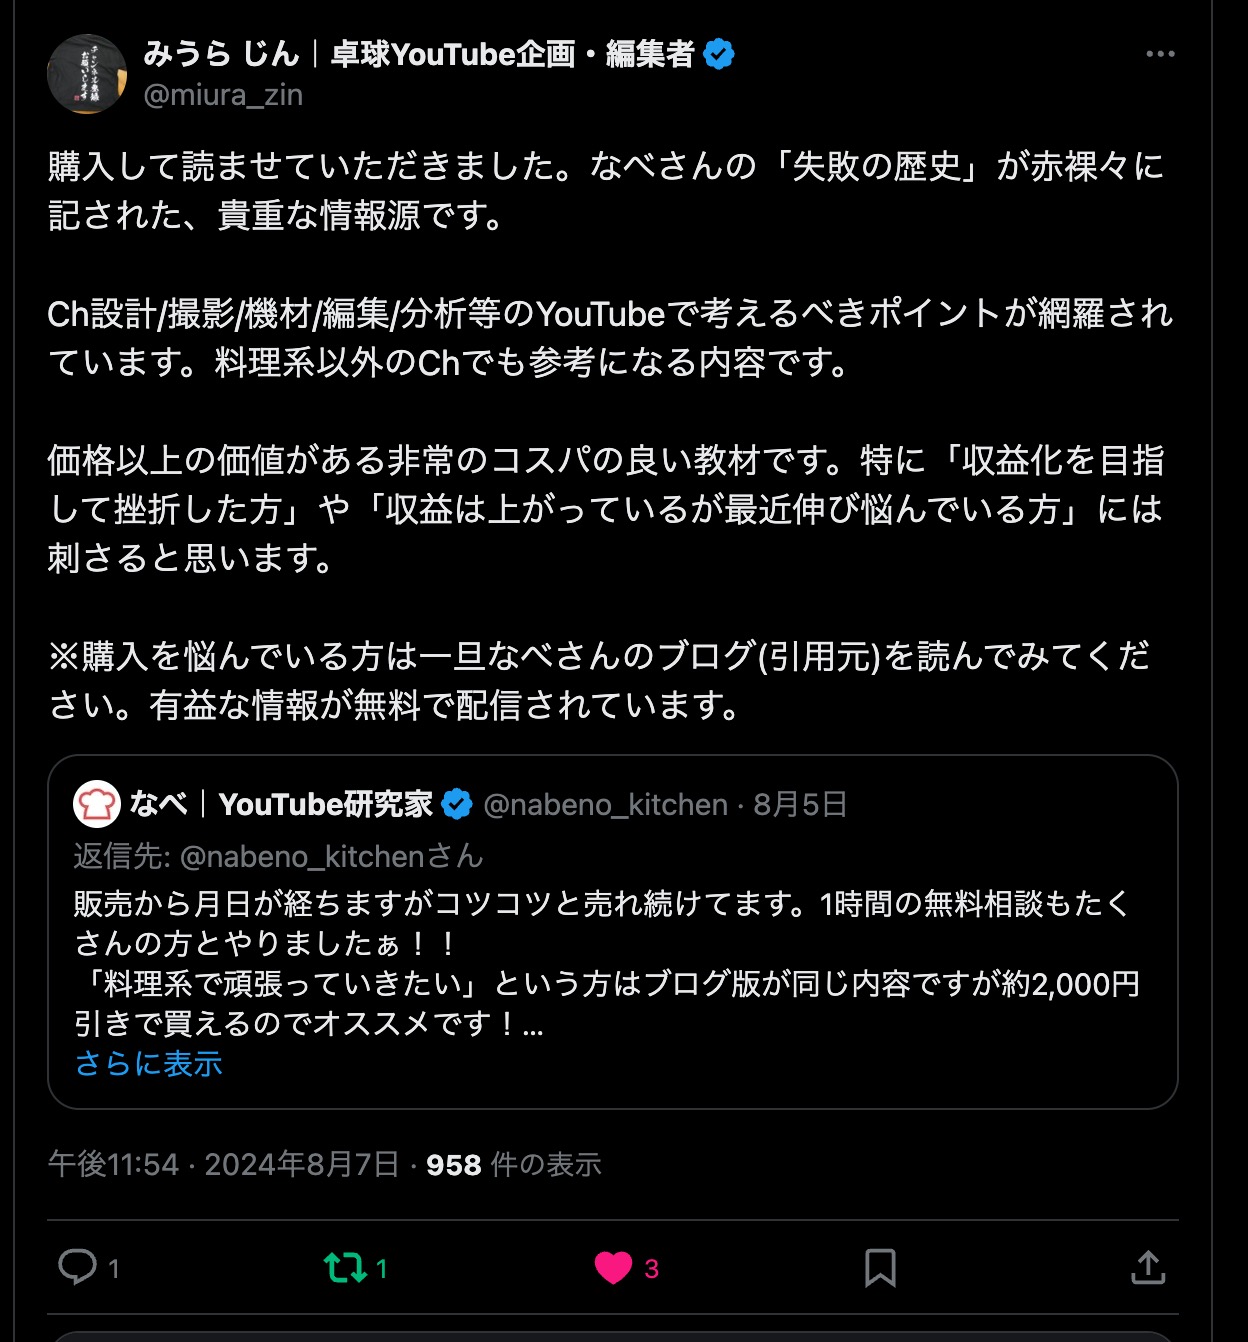 みうら じん｜卓球YouTube企画・編集者
@miura_zin
購入して読ませていただきました。なべさんの「失敗の歴史」が赤裸々に
記された、貴重な情報源です。
Ch設計/撮影/機材/編集/分析等のYouTubeで考えるべきポイントが網羅され
ています。料理系以外のChでも参考になる内容です。
価格以上の価値がある非常のコスパの良い教材です。特に「収益化を目指
して挫折した方」や「収益は上がっているが最近伸び悩んでいる方」には
刺さると思います。
※購入を悩んでいる方は一旦なべさんのブログ(引用元)を読んでみてくだ
さい。有益な情報が無料で配信されています。
なべ｜YouTube研究家 @nabeno_kitchen · 8月5日
返信先: @nabeno_kitchenさん
販売から月日が経ちますがコツコツと売れ続けてます。1時間の無料相談もたく
さんの方とやりましたぁ！！
「料理系で頑張っていきたい」という方はブログ版が同じ内容ですが約2,000円
引きで買えるのでオススメです！...
さらに表示
午後11:54 · 2024年8月7日 · 958 件の表示
1 1 3